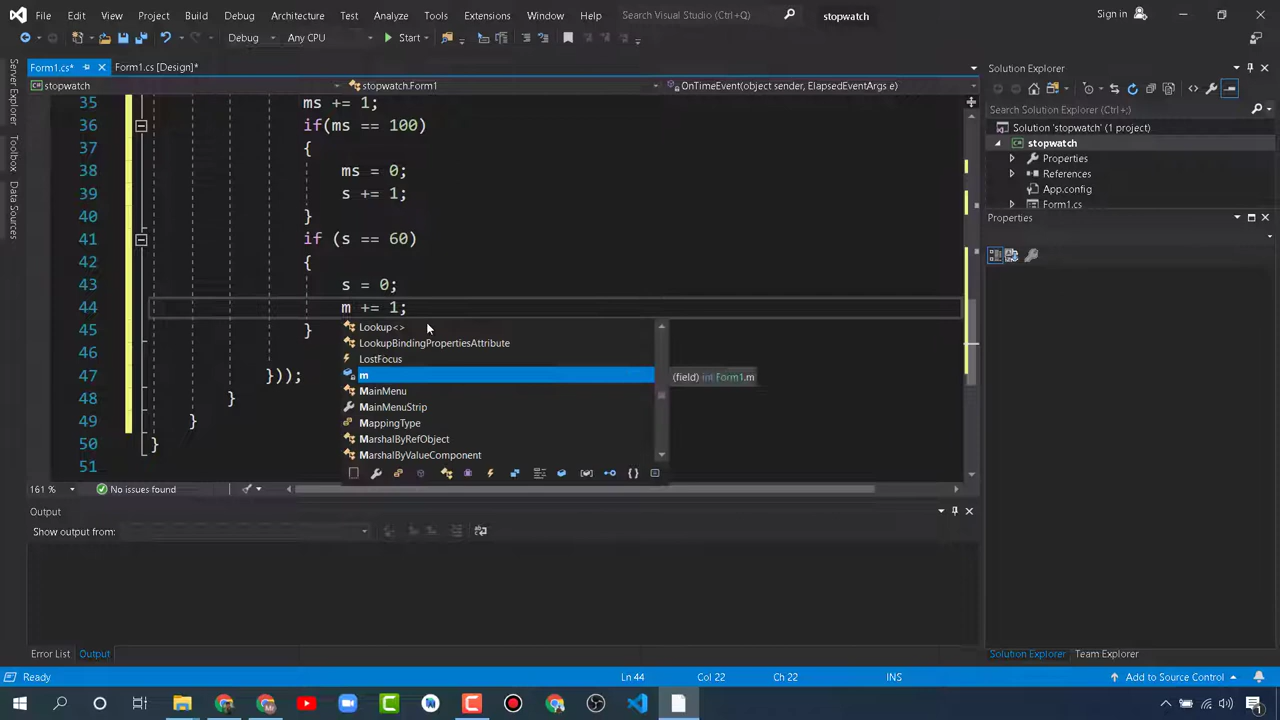 File Edit View Git Project Build Debug Architecture Test Analyze Tools Extensions Window Help Search Visual Studio (Ctrl+Q) stopwatch Sign in
Debug Any CPU Start
Form1.cs* Form1.cs [Design]*
stopwatch stopwatch.Form1 OnTimeEvent(object sender, ElapsedEventArgs e)
Server Explorer
Toolbox
Data Sources
35 ms += 1;
36 if(ms == 100)
37 {
38 ms = 0;
39 s += 1;
40 }
41 if (s == 60)
42 {
43 s = 0;
44 m += 1;
45 }
46
47 }));
48 }
49 }
50 }
51
Lookup<>
LookupBindingPropertiesAttribute
LostFocus
m
(field) int Form1.m
MainMenu
MainMenuStrip
MappingType
MarshalByRefObject
MarshalByValueComponent
161 % No issues found
Output
Show output from:
Error List Output
Solution Explorer
Search Solution Explorer (Ctrl+;)
Solution 'stopwatch' (1 project)
stopwatch
Properties
References
App.config
Form1.cs
Properties
Solution Explorer Team Explorer
Ready Ln 44 Col 22 Ch 22 INS Add to Source Control